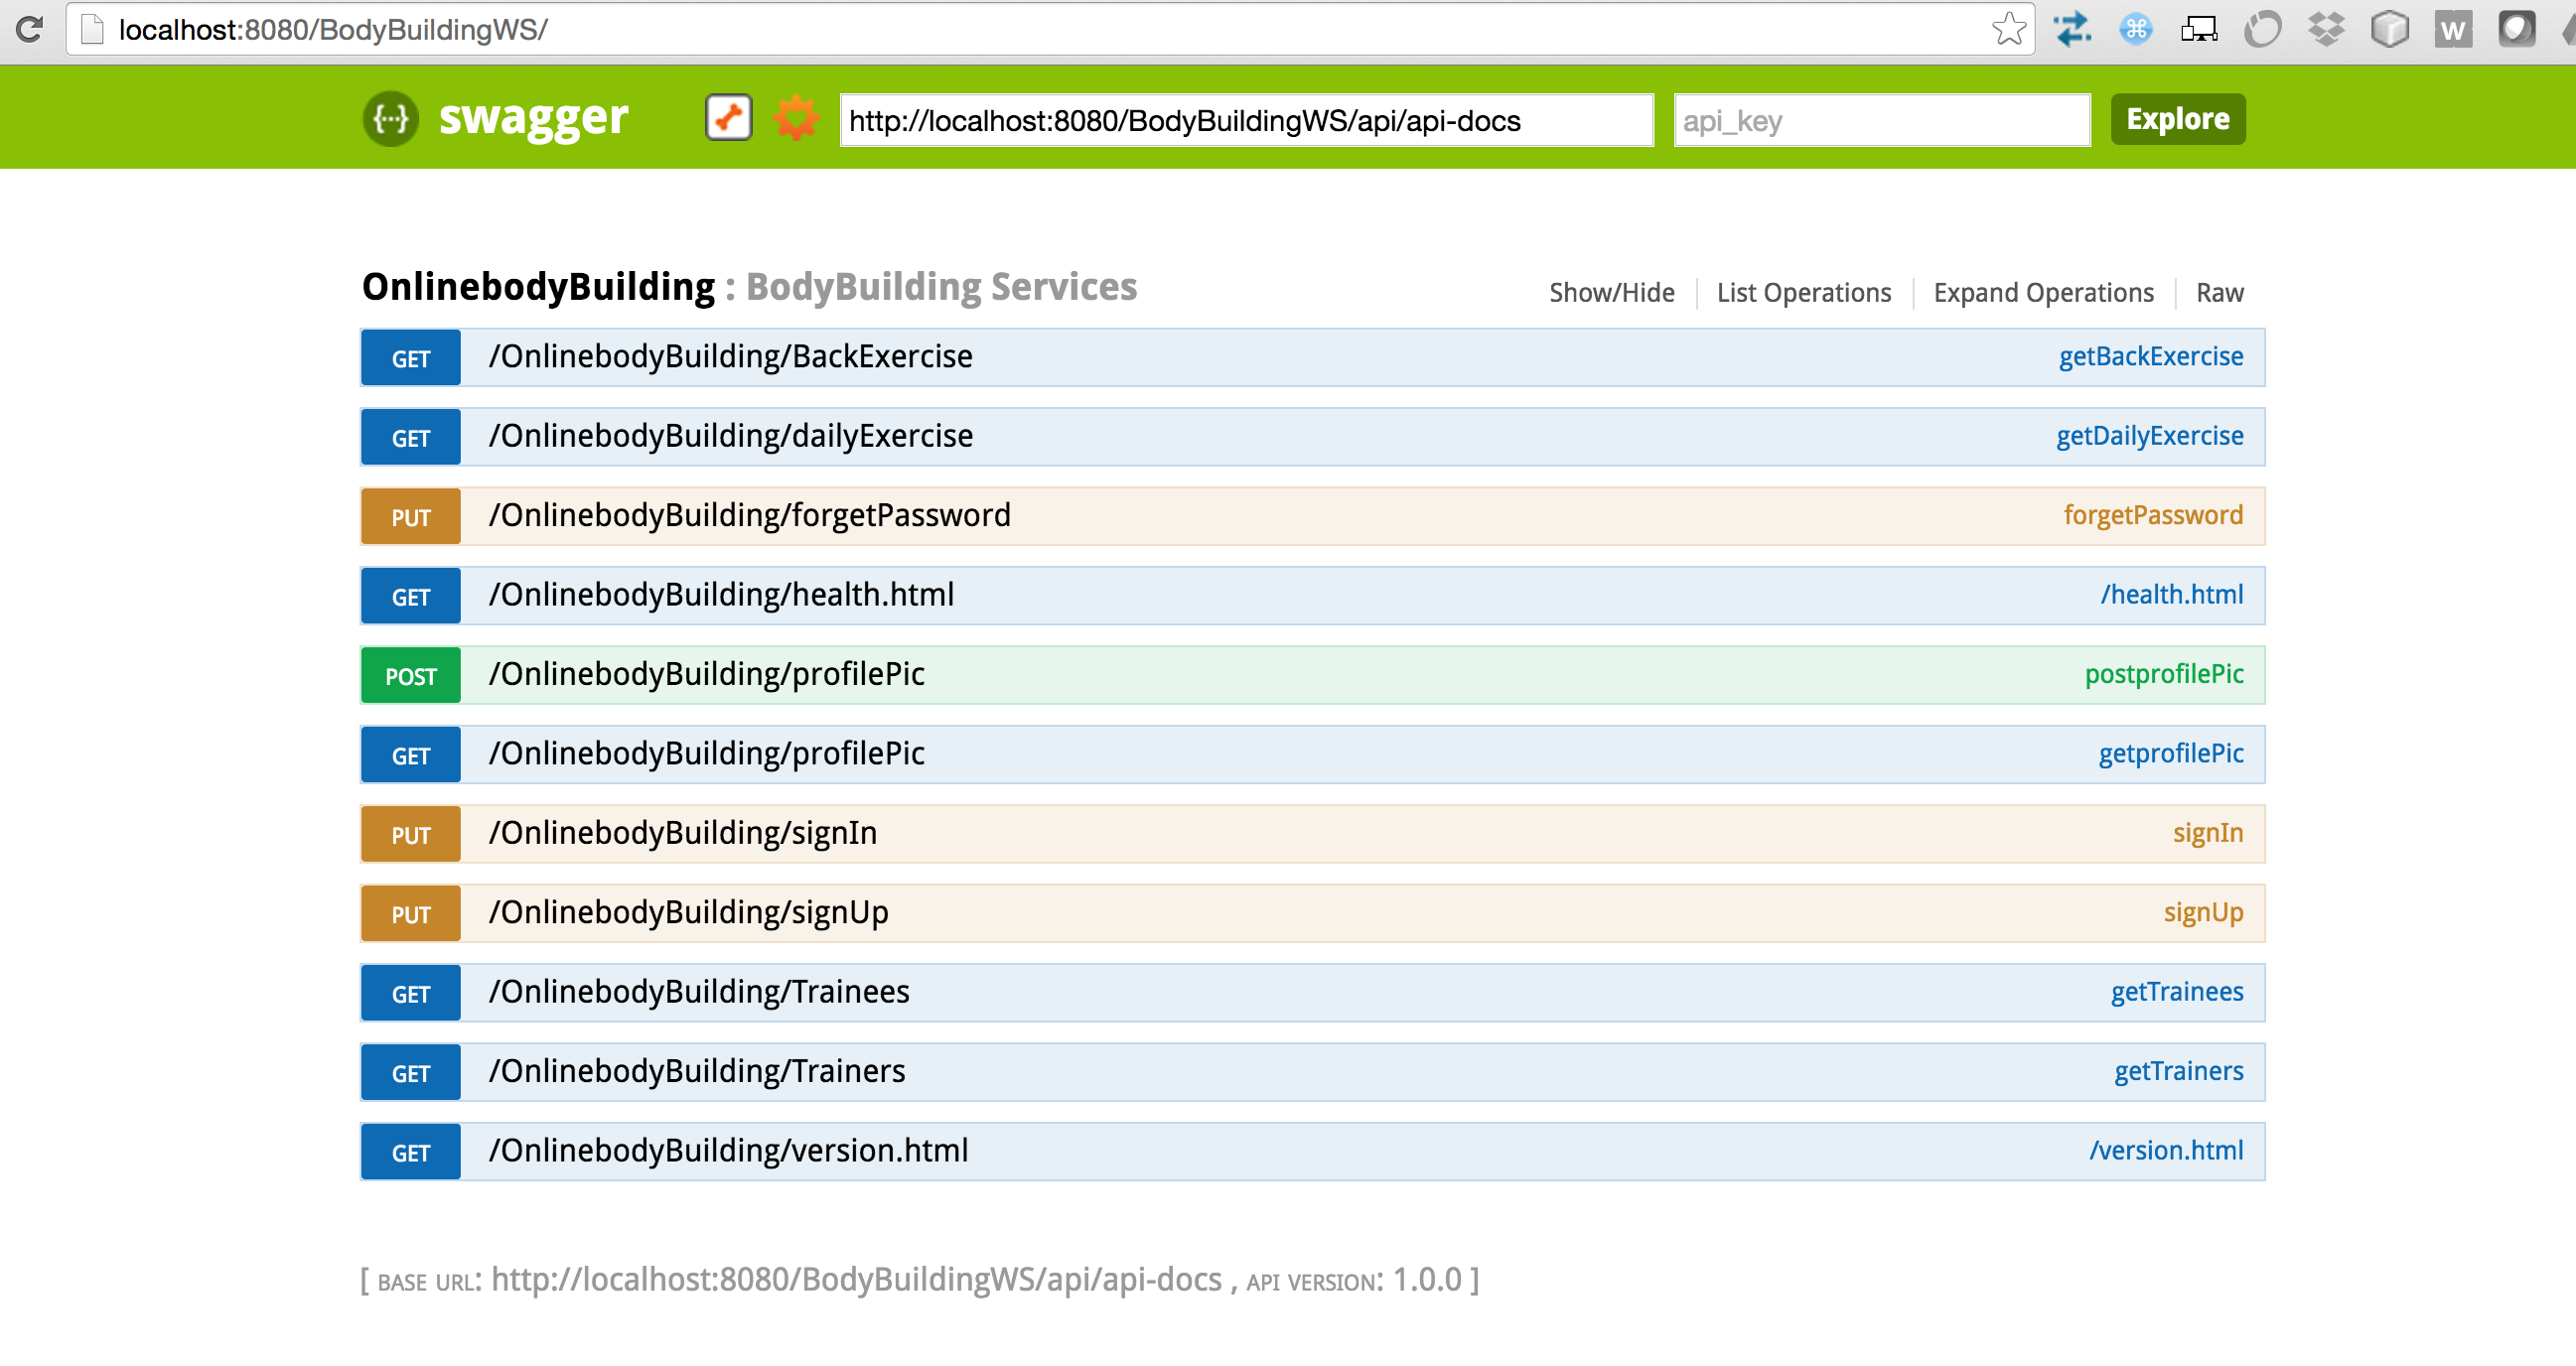 localhost:8080/BodyBuildingWS/
W
{···} swagger http://localhost:8080/BodyBuildingWS/api/api-docs api_key Explore
OnlinebodyBuilding : BodyBuilding Services Show/Hide List Operations Expand Operations Raw
GET /OnlinebodyBuilding/BackExercise getBackExercise
GET /OnlinebodyBuilding/dailyExercise getDailyExercise
PUT /OnlinebodyBuilding/forgetPassword forgetPassword
GET /OnlinebodyBuilding/health.html /health.html
POST /OnlinebodyBuilding/profilePic postprofilePic
GET /OnlinebodyBuilding/profilePic getprofilePic
PUT /OnlinebodyBuilding/signIn signIn
PUT /OnlinebodyBuilding/signUp signUp
GET /OnlinebodyBuilding/Trainees getTrainees
GET /OnlinebodyBuilding/Trainers getTrainers
GET /OnlinebodyBuilding/version.html /version.html
[ BASE URL: http://localhost:8080/BodyBuildingWS/api/api-docs , API VERSION: 1.0.0 ]